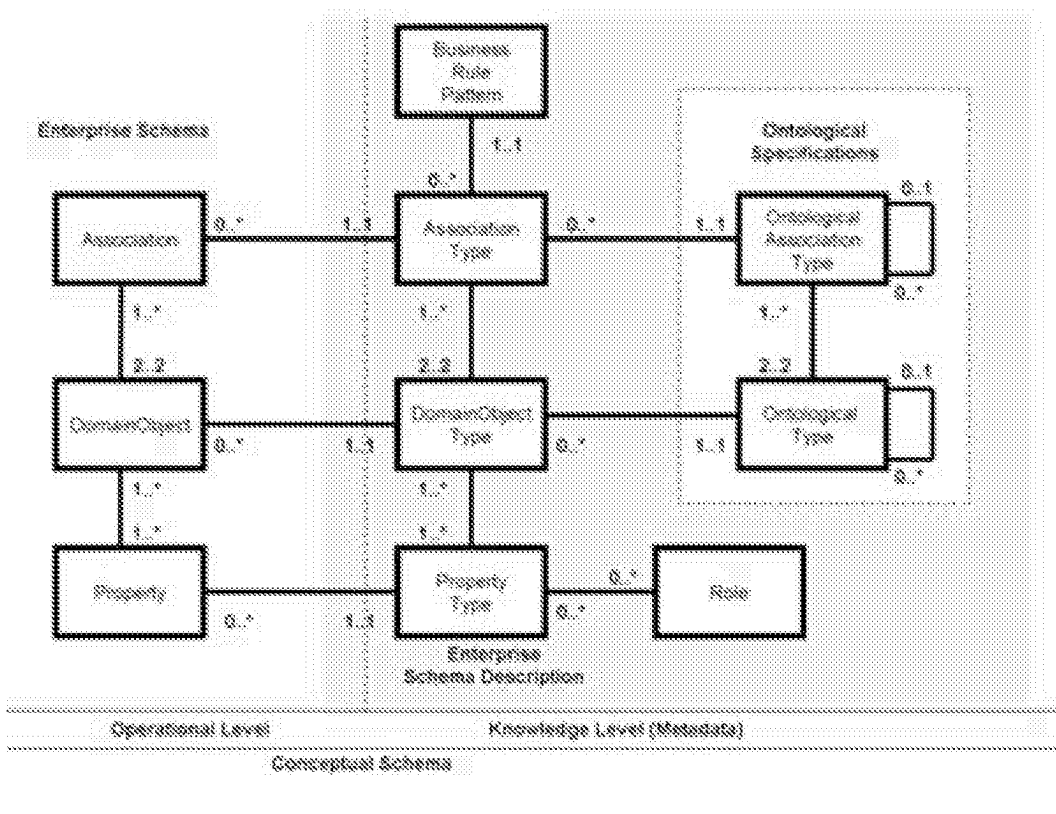 Business
Rule
Pattern
Enterprise Schema
1..1
Ontological
Specifications
0..*
0..1
Association
0..*
1..1
Association
Type
0..*
1..1
Ontological
Association
Type
0..*
1..*
1..*
1..*
2..2
2..2
2..2
0..1
DomainObject
0..*
1..1
DomainObject
Type
0..*
1..1
Ontological
Type
0..*
1..*
1..*
1..*
1..*
Property
0..*
1..1
Property
Type
0..*
0..*
Role
Enterprise
Schema Description
Operational Level
Knowledge Level (Metadata)
Conceptual Schema